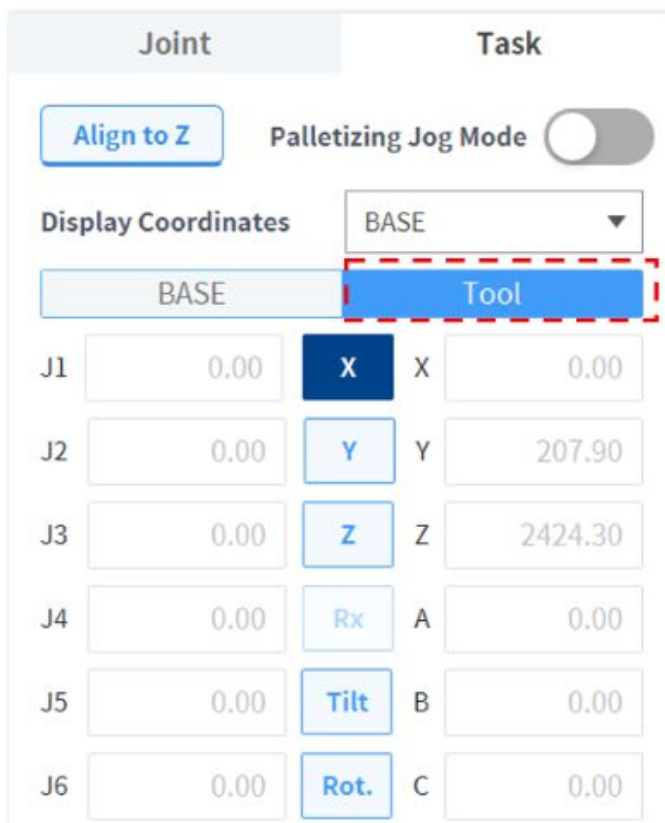 Joint Task
Align to Z Palletizing Jog Mode
Display Coordinates BASE
BASE Tool
J1 0.00 X X 0.00
J2 0.00 Y Y 207.90
J3 0.00 Z Z 2424.30
J4 0.00 Rx A 0.00
J5 0.00 Tilt B 0.00
J6 0.00 Rot. C 0.00